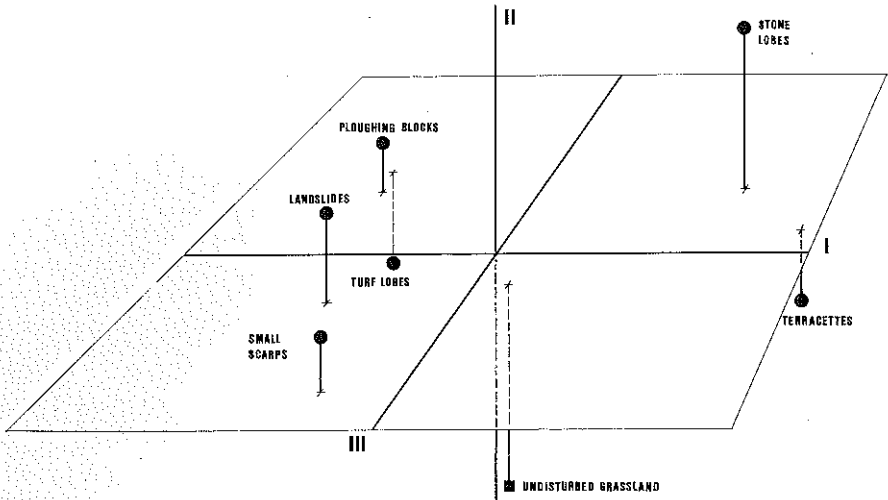 II
STONE
LOBES
PLOUGHING BLOCKS
LANDSLIDES
I
TURF LOBES
TERRACETTES
SMALL
SCARPS
III
UNDISTURBED GRASSLAND